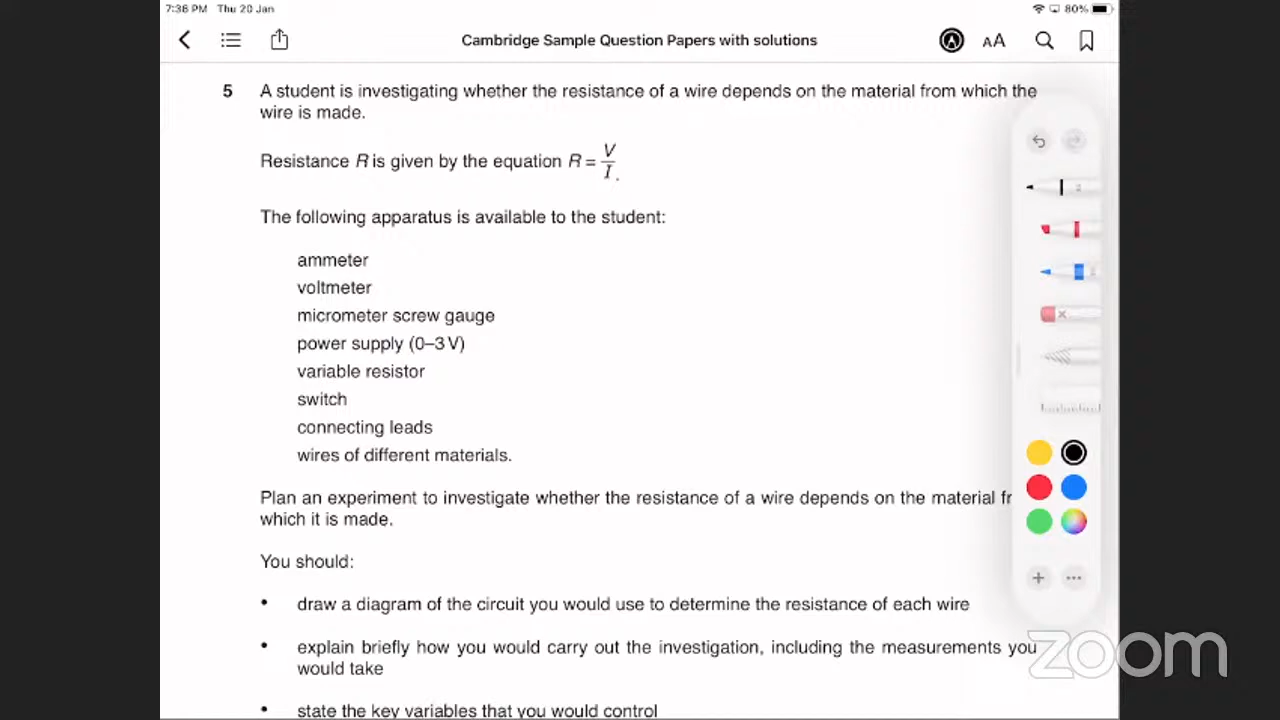 7:36 PM Thu 20 Jan
80%
Cambridge Sample Question Papers with solutions
AA
5 A student is investigating whether the resistance of a wire depends on the material from which the
wire is made.
Resistance R is given by the equation R = V/I.
The following apparatus is available to the student:
ammeter
voltmeter
micrometer screw gauge
power supply (0–3 V)
variable resistor
switch
connecting leads
wires of different materials.
Plan an experiment to investigate whether the resistance of a wire depends on the material fr
which it is made.
You should:
• draw a diagram of the circuit you would use to determine the resistance of each wire
• explain briefly how you would carry out the investigation, including the measurements you
would take
• state the key variables that you would control
zoom